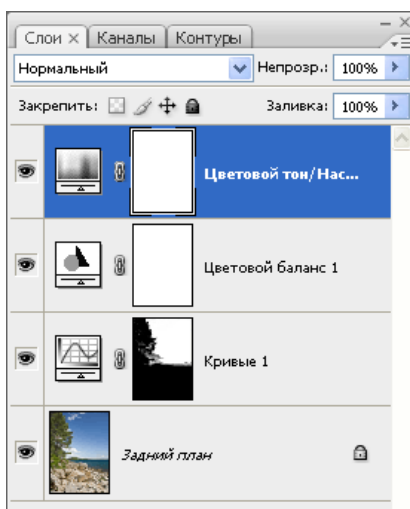 Слои × Каналы Контуры
Нормальный Непрозр.: 100%
Закрепить: Заливка: 100%
Цветовой тон/Нас...
Цветовой баланс 1
Кривые 1
Задний план